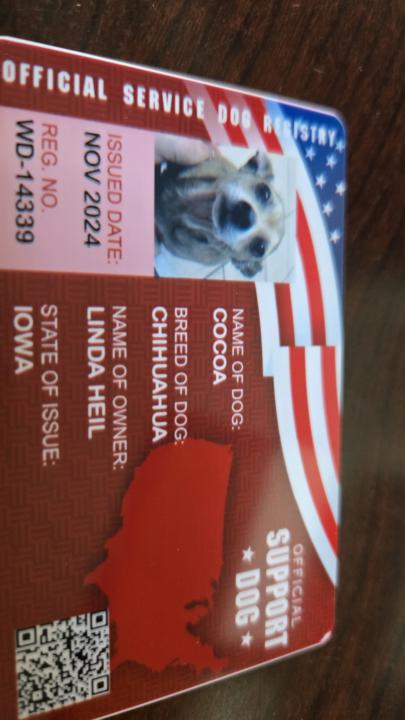 OFFICIAL SERVICE DOG REGISTRY
ISSUED DATE:
NOV 2024
REG. NO.
WD-14339
NAME OF DOG:
COCOA
BREED OF DOG:
CHIHUAHUA
NAME OF OWNER:
LINDA HEIL
STATE OF ISSUE:
IOWA
OFFICIAL
SUPPORT
DOG